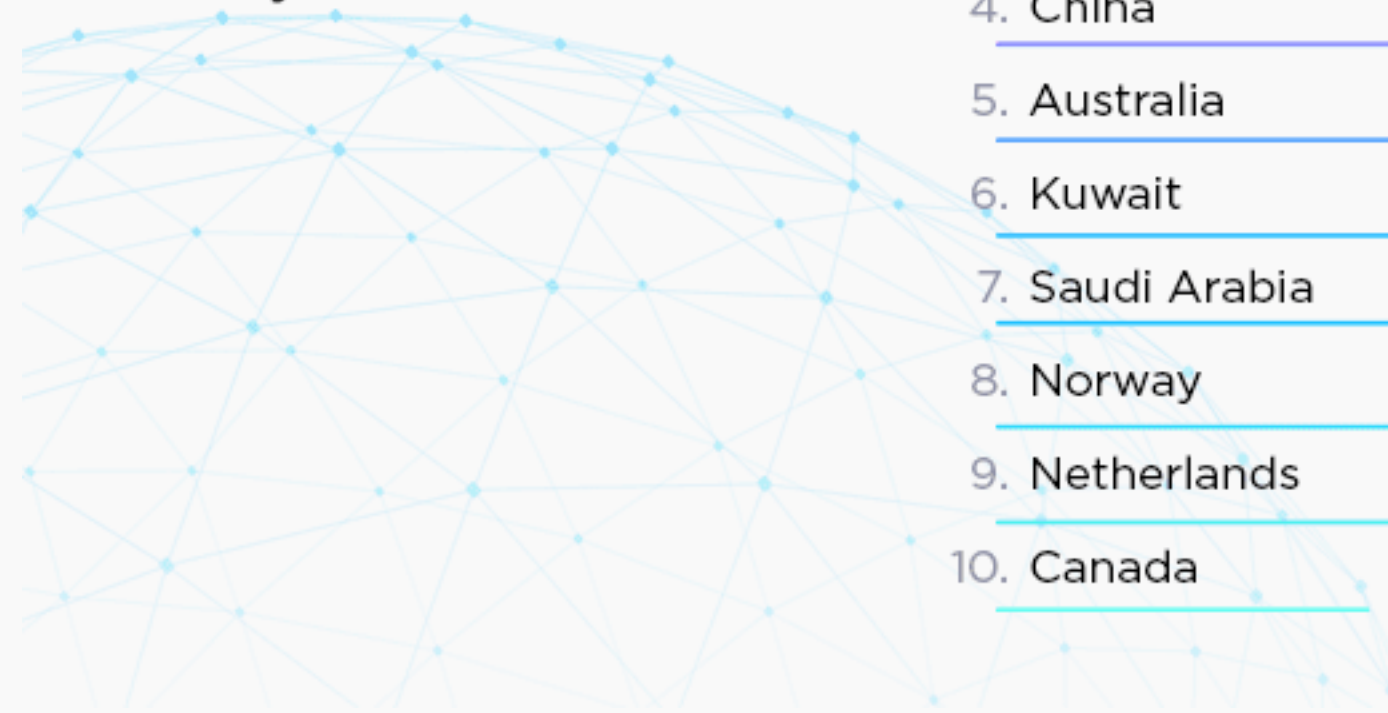 4. China
5. Australia
6. Kuwait
7. Saudi Arabia
8. Norway
9. Netherlands
10. Canada